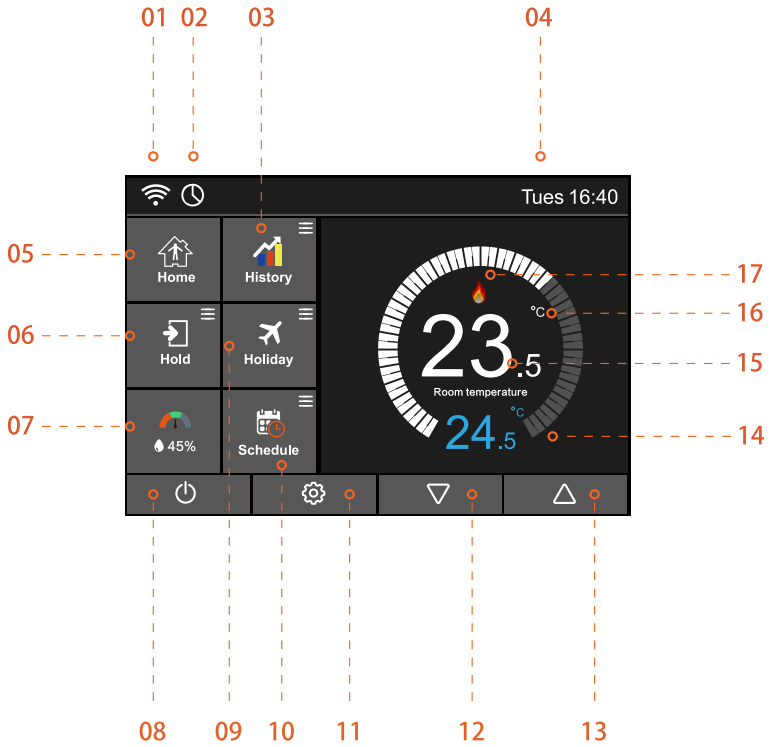 01 02 03 04
Tues 16:40
05
Home
History
17
16
°C
06
Hold
Holiday
23.5
15
Room temperature
07
45%
Schedule
°C
24.5
14
08 09 10 11 12 13